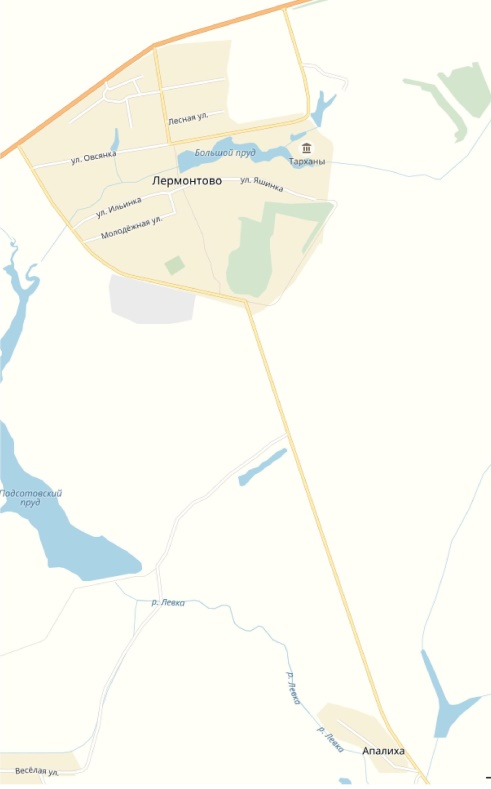 Лесная ул.
ул. Овсянка
Большой пруд
Тарханы
Лермонтово
ул. Яшинка
ул. Ильинка
Молодёжная ул.
Подсотовский
пруд
р. Левка
р. Левка
р. Левка
Апалиха
Весёлая ул.